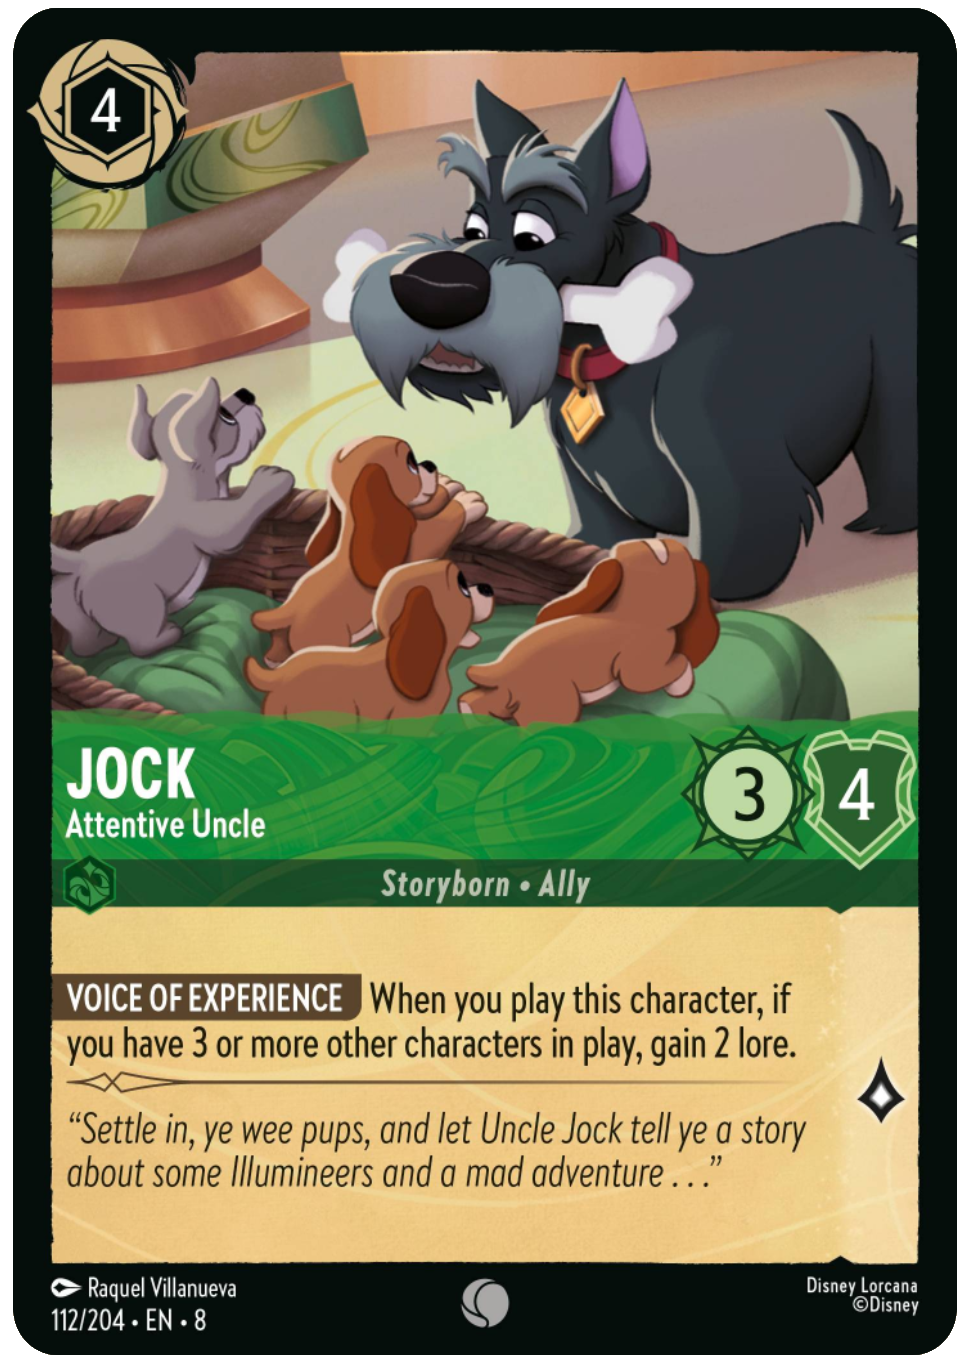 4
JOCK
Attentive Uncle
3
4
Storyborn • Ally
VOICE OF EXPERIENCE When you play this character, if
you have 3 or more other characters in play, gain 2 lore.
“Settle in, ye wee pups, and let Uncle Jock tell ye a story
about some Illumineers and a mad adventure . . .”
Raquel Villanueva
112/204 • EN • 8
Disney Lorcana
©Disney